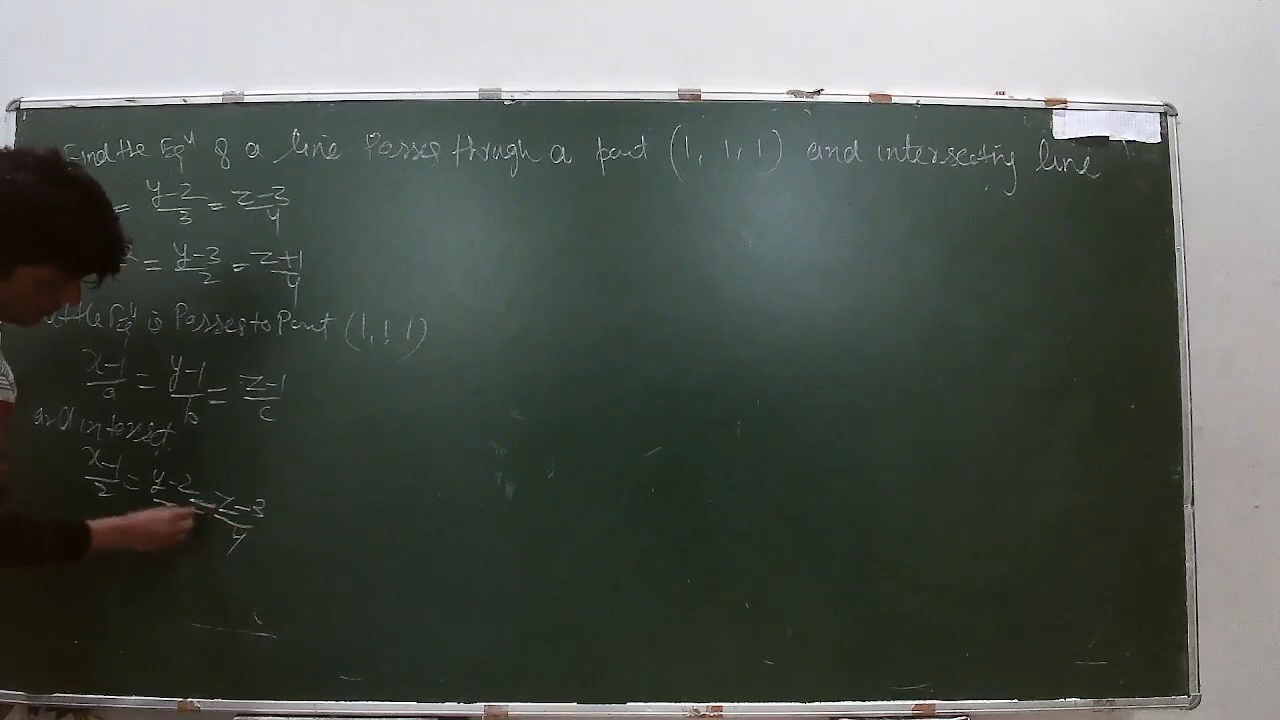 Find the Eqn of a line Passes through a point (1, 1, 1) and intersecting line
= y-2/3 = z-3/4
= y-3/2 = z+1/4
the Eqn is Passes to Point (1, 1, 1)
x-1/a = y-1/b = z-1/c
and interset
x-1/2 = y-2 = z-3/4